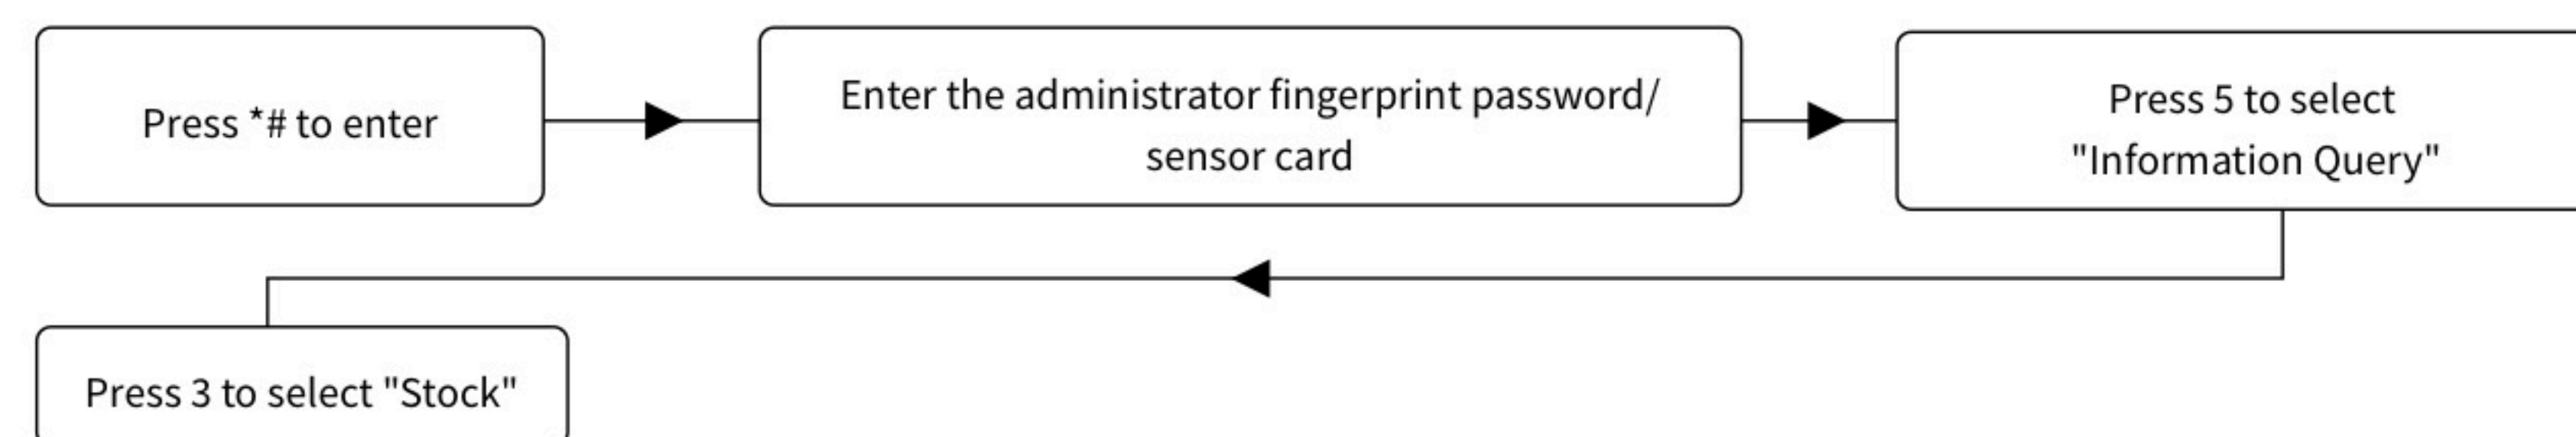 Press *# to enter
Enter the administrator fingerprint password/
sensor card
Press 5 to select
"Information Query"
Press 3 to select "Stock"